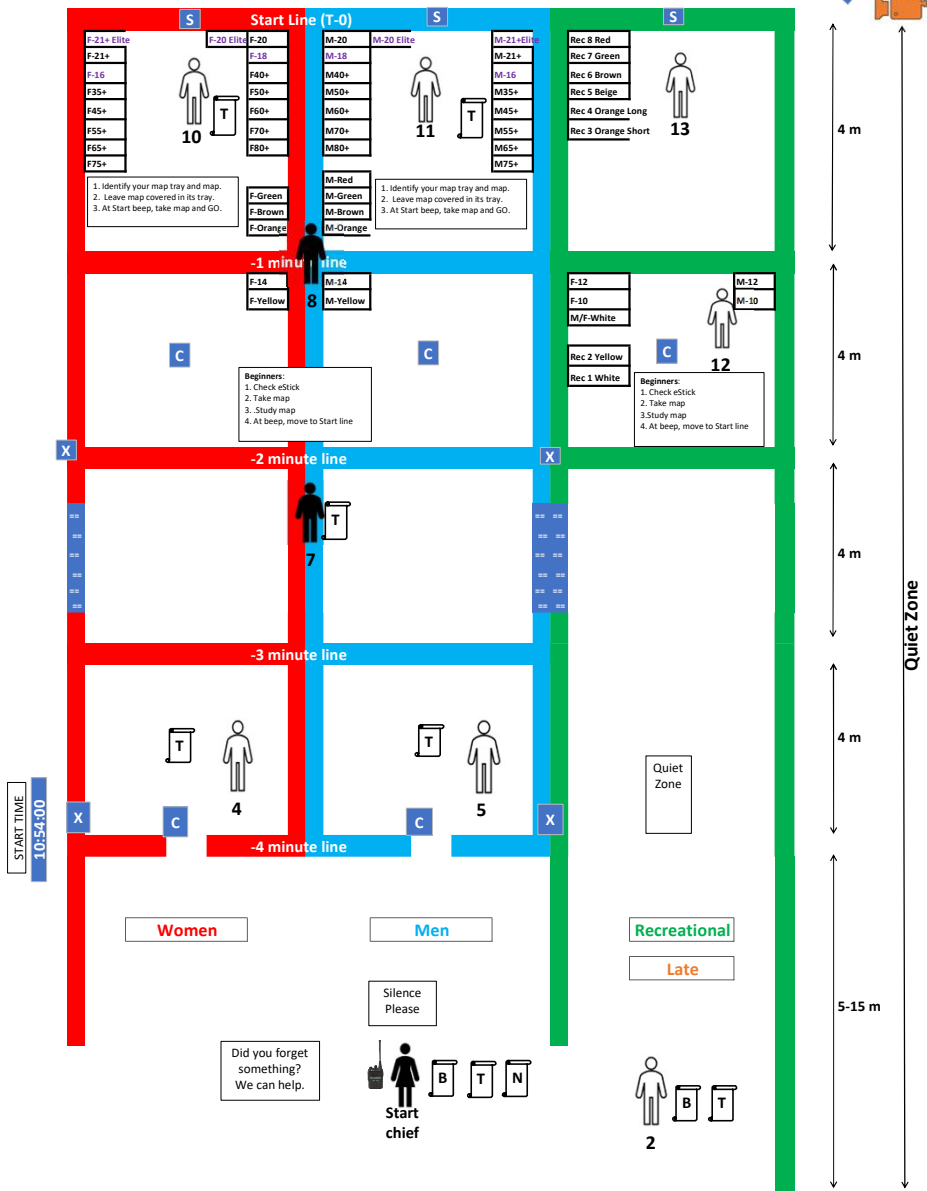 S
S
S
Start Line (T-0)
F-21+ Elite
F-21+
F-16
F35+
F45+
F55+
F65+
F75+
10
T
F-20 Elite
F-20
F-18
F40+
F50+
F60+
F70+
F80+
1. Identify your map tray and map.
2. Leave map covered in its tray.
3. At Start beep, take map and GO.
F-Green
F-Brown
F-Orange
M-20
M-20 Elite
M-18
M40+
M50+
M60+
M70+
M80+
11
T
M-21+Elite
M-21+
M-16
M35+
M45+
M55+
M65+
M75+
M-Red
M-Green
M-Brown
M-Orange
1. Identify your map tray and map.
2. Leave map covered in its tray.
3. At Start beep, take map and GO.
Rec 8 Red
Rec 7 Green
Rec 6 Brown
Rec 5 Beige
Rec 4 Orange Long
Rec 3 Orange Short
13
4 m
-1 minute line
F-14
F-Yellow
8
M-14
M-Yellow
C
C
Beginners:
1. Check eStick
2. Take map
3. .Study map
4. At beep, move to Start line
F-12
F-10
M/F-White
M-12
M-10
Rec 2 Yellow
Rec 1 White
C
12
Beginners:
1. Check eStick
2. Take map
3.Study map
4. At beep, move to Start line
4 m
X
-2 minute line
X
== == ==
== == ==
== == ==
== == ==
== == ==
== == ==
T
7
4 m
Quiet Zone
-3 minute line
T
4
T
5
Quiet
Zone
4 m
START TIME
10:54:00
X
C
C
X
-4 minute line
Women
Men
Recreational
Late
5-15 m
Silence
Please
Did you forget
something?
We can help.
B
T
N
Start
chief
B
T
2